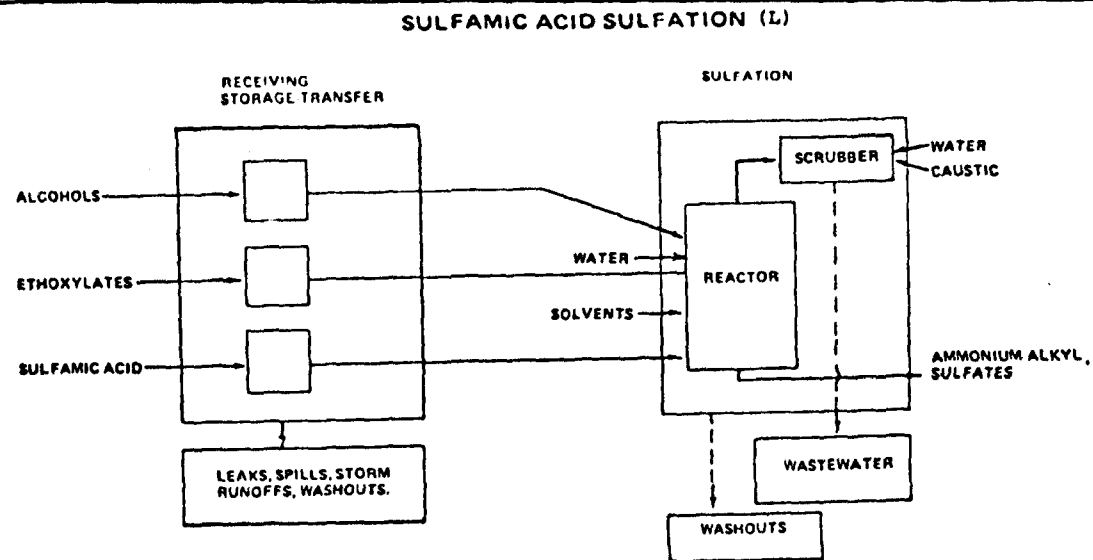 SULFAMIC ACID SULFATION (L)
RECEIVING
STORAGE TRANSFER
SULFATION
ALCOHOLS
ETHOXYLATES
SULFAMIC ACID
WATER
SOLVENTS
REACTOR
SCRUBBER
WATER
CAUSTIC
AMMONIUM ALKYL,
SULFATES
LEAKS, SPILLS, STORM
RUNOFFS, WASHOUTS.
WASTEWATER
WASHOUTS